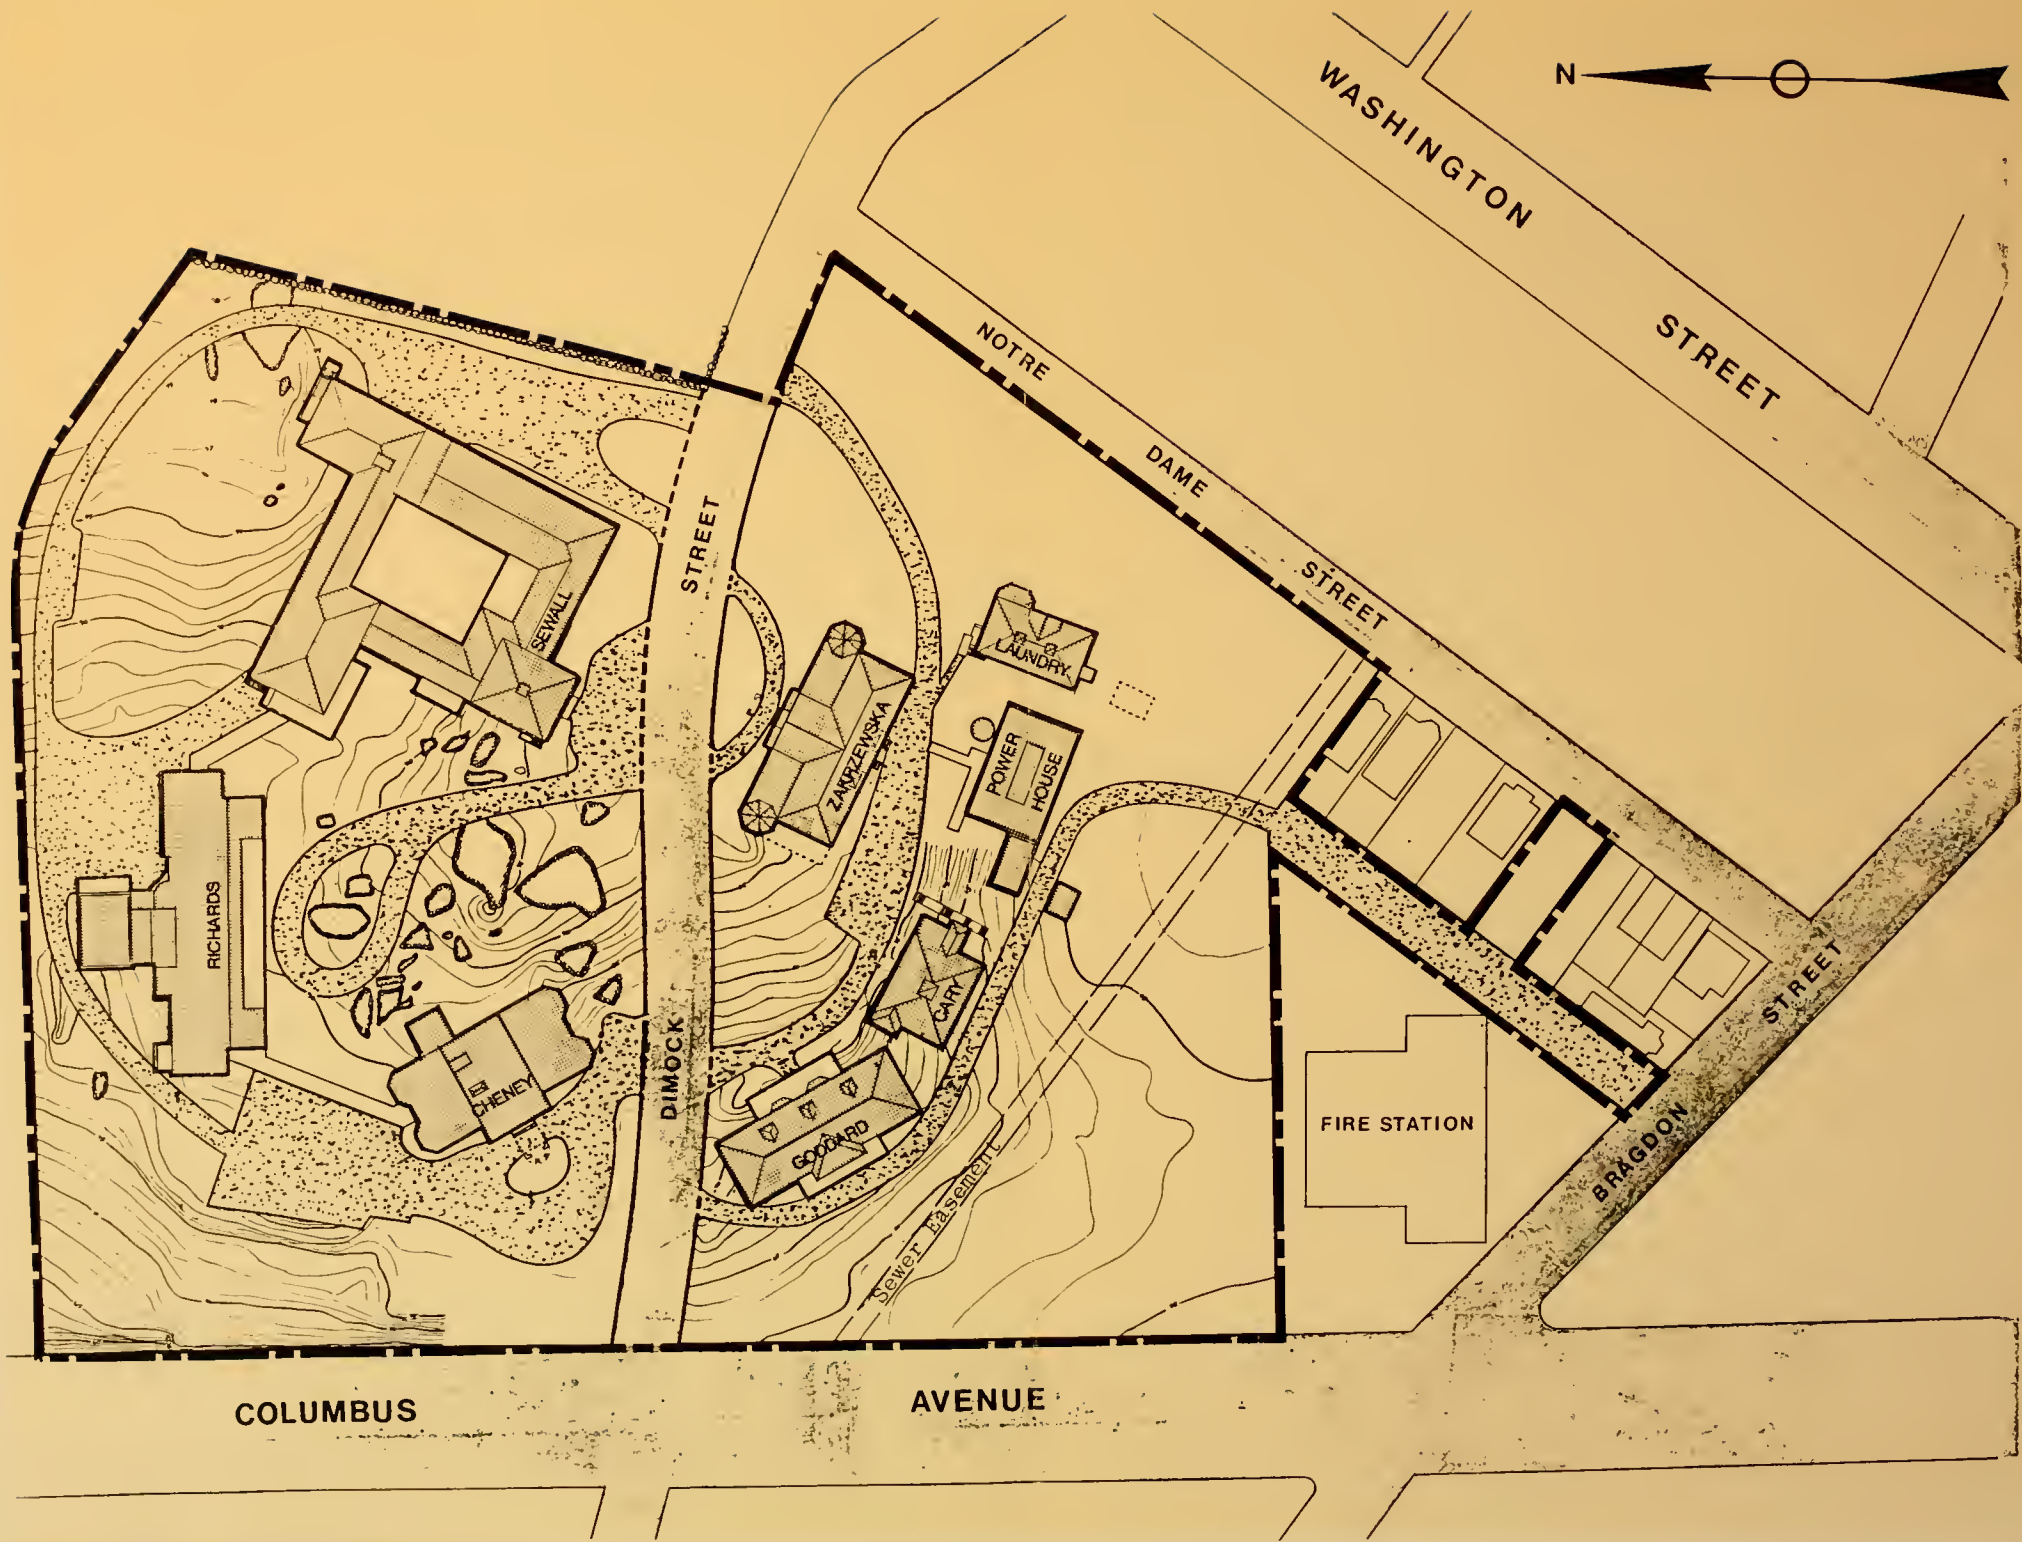 N
WASHINGTON
STREET
NOTRE
DAME
STREET
STREET
SEWALL
LAUNDRY
ZAKRZEWSKA
POWER
HOUSE
RICHARDS
CARY
STREET
DIMOCK
CHENEY
GODDARD
FIRE STATION
BRAGDON
Sewer Easement
COLUMBUS
AVENUE